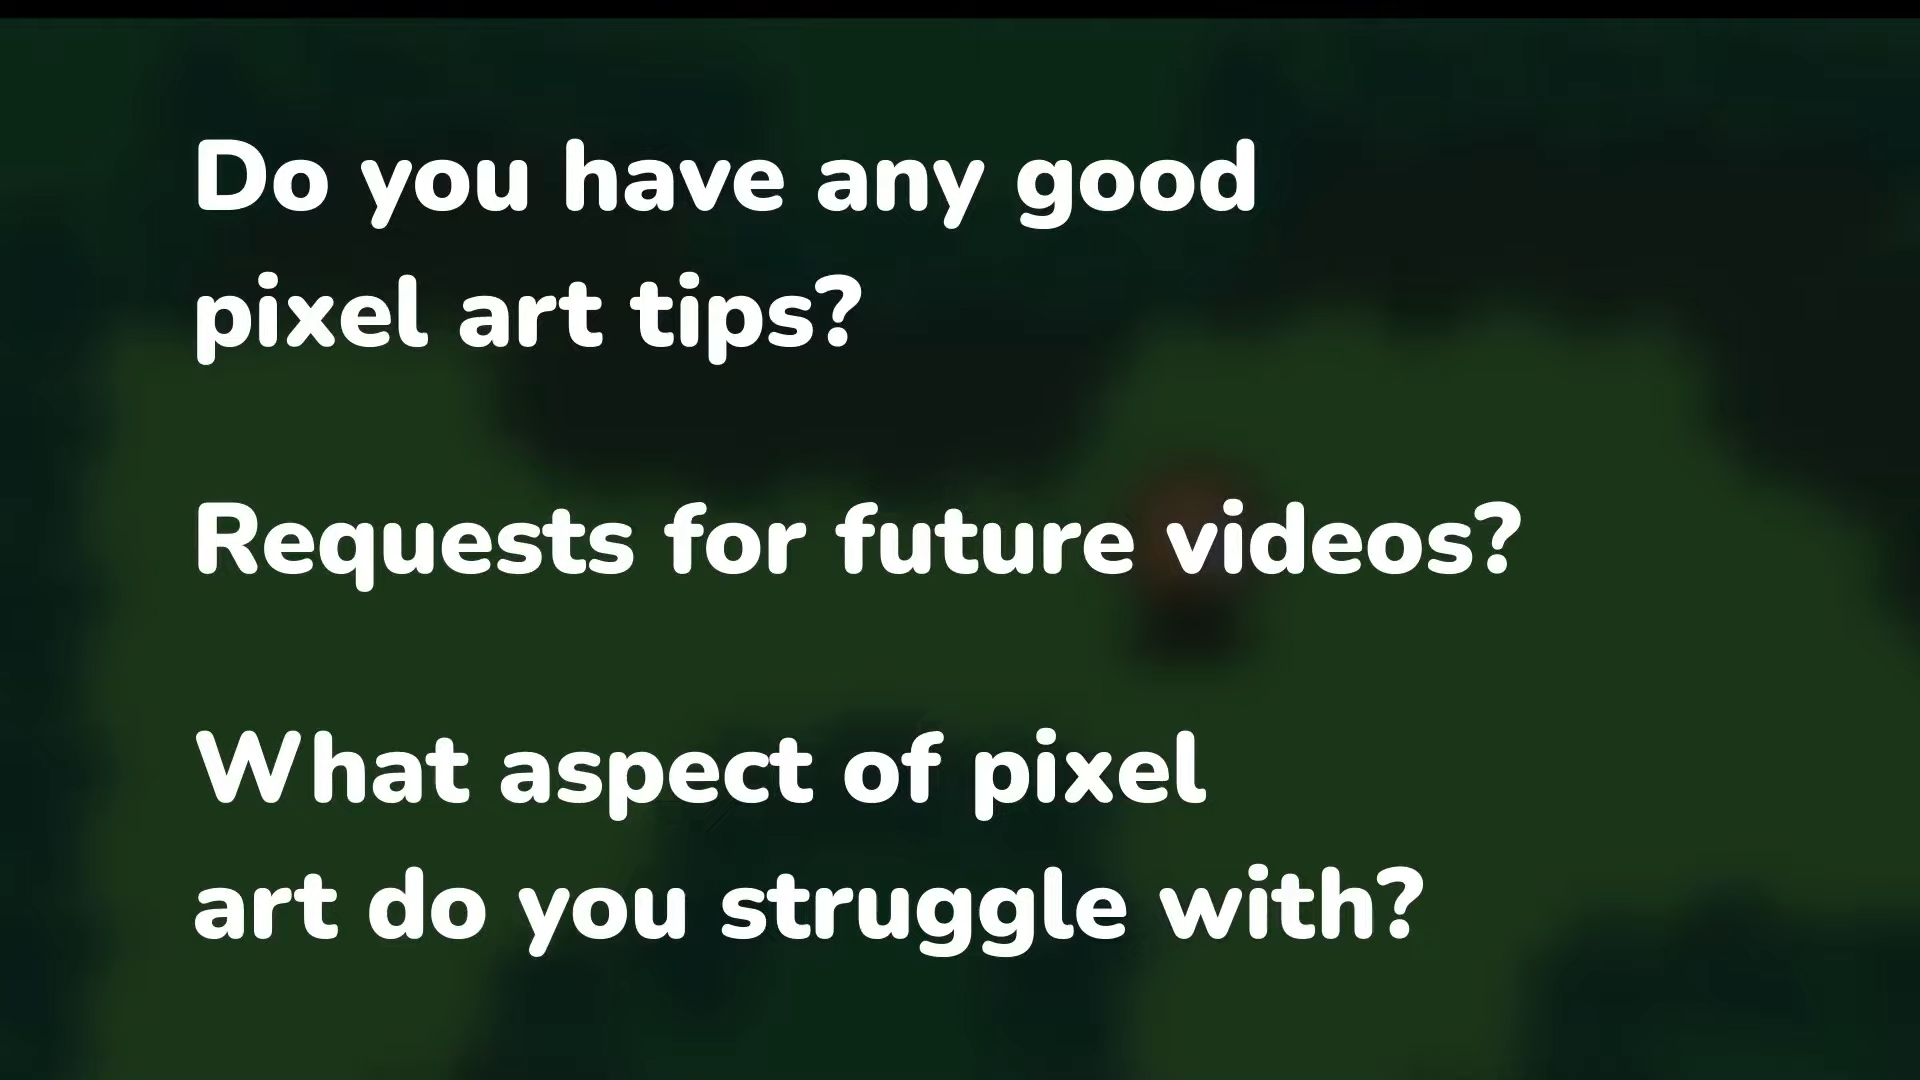 Do you have any good
pixel art tips?
Requests for future videos?
What aspect of pixel
art do you struggle with?